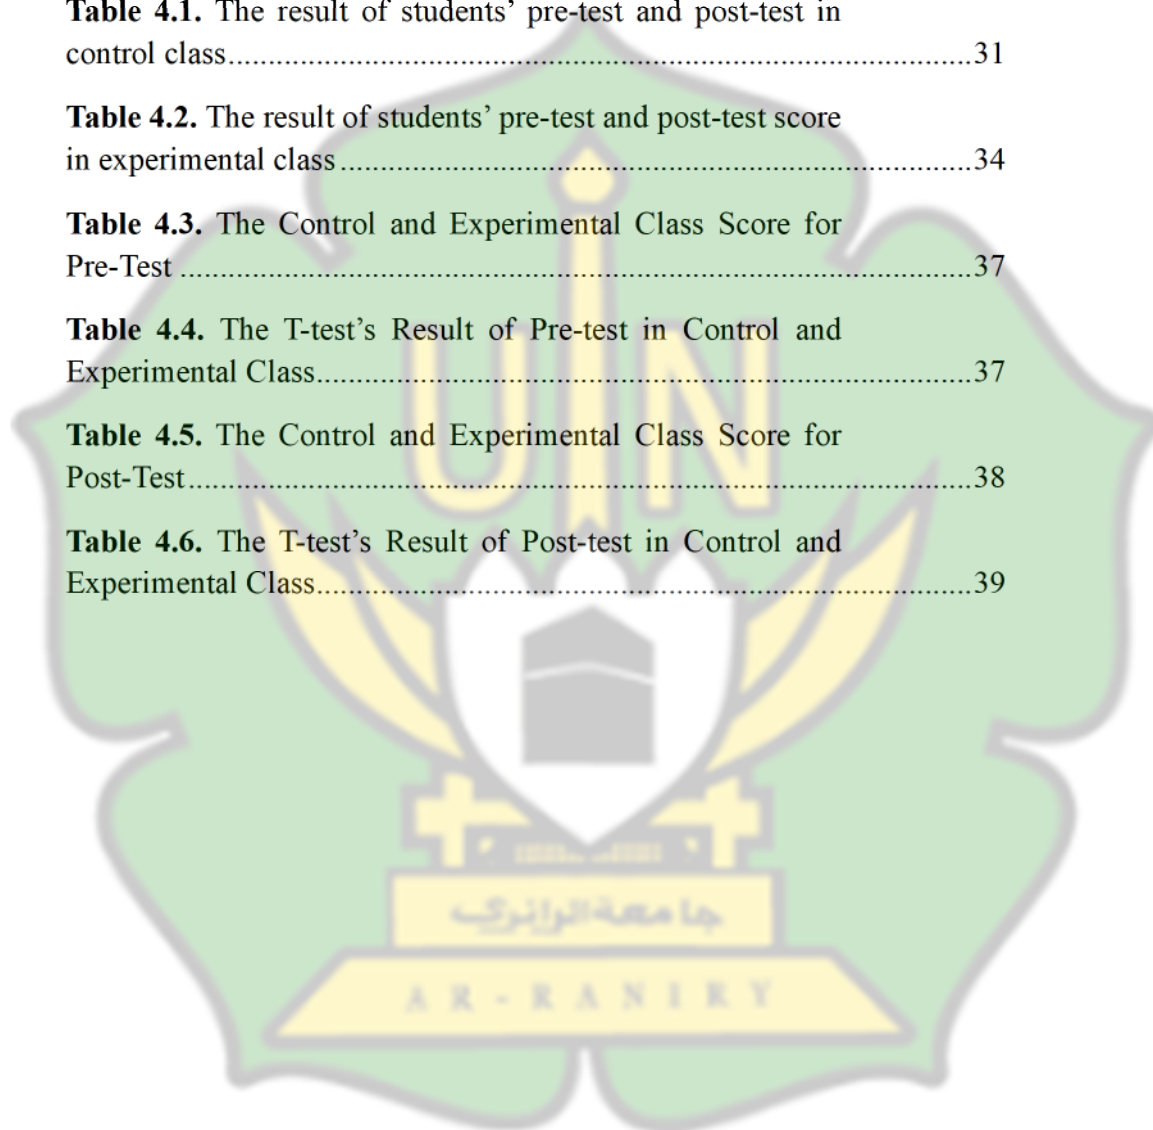 Table 4.1. The result of students’ pre-test and post-test in
control class............................................................................................31
Table 4.2. The result of students’ pre-test and post-test score
in experimental class..............................................................................34
Table 4.3. The Control and Experimental Class Score for
Pre-Test ..................................................................................................37
Table 4.4. The T-test’s Result of Pre-test in Control and
Experimental Class.................................................................................37
Table 4.5. The Control and Experimental Class Score for
Post-Test.................................................................................................38
Table 4.6. The T-test’s Result of Post-test in Control and
Experimental Class.................................................................................39
UIN
جامعة الرانري
AR-RANIRY